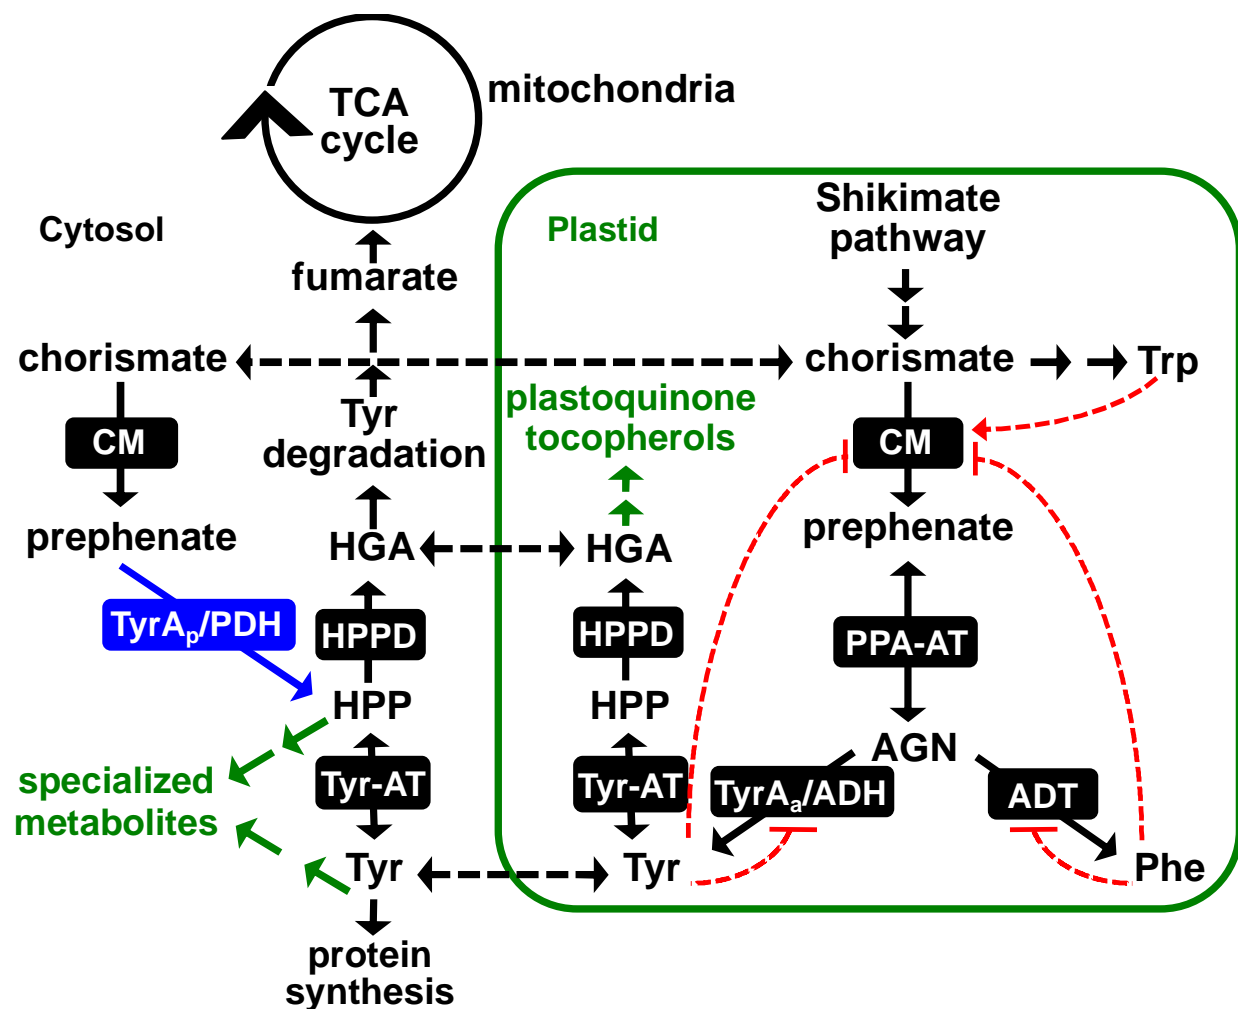 TCA
cycle
mitochondria
Cytosol
Plastid
Shikimate
pathway
fumarate
chorismate
chorismate
Trp
Tyr
degradation
plastoquinone
tocopherols
CM
CM
prephenate
HGA
HGA
prephenate
TyrAp/PDH
HPPD
HPPD
PPA-AT
HPP
HPP
AGN
specialized
metabolites
Tyr-AT
Tyr-AT
TyrAa/ADH
ADT
Tyr
Tyr
Phe
protein
synthesis